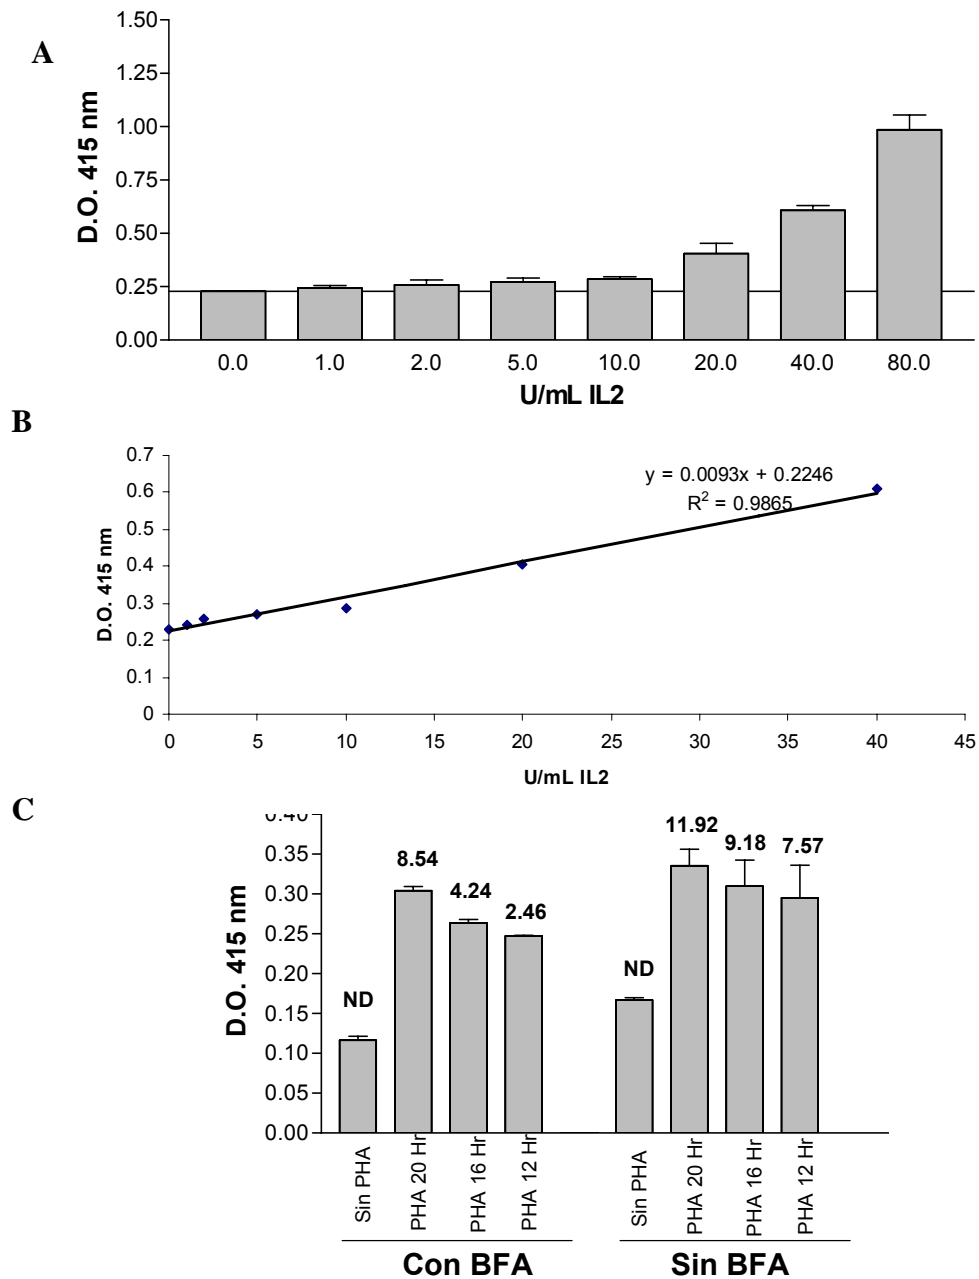 A
1.50
1.25
1.00
0.75
0.50
0.25
0.00
D.O. 415 nm
0.0 1.0 2.0 5.0 10.0 20.0 40.0 80.0
U/mL IL2
B
0.7
0.6
0.5
0.4
0.3
0.2
0.1
0
D.O. 415 nm
y = 0.0093x + 0.2246
R² = 0.9865
0 5 10 15 20 25 30 35 40 45
U/mL IL2
C
0.40
0.35
0.30
0.25
0.20
0.15
0.10
0.05
0.00
D.O. 415 nm
ND 8.54 4.24 2.46 ND 11.92 9.18 7.57
Sin PHA
PHA 20 Hr
PHA 16 Hr
PHA 12 Hr
Sin PHA
PHA 20 Hr
PHA 16 Hr
PHA 12 Hr
Con BFA Sin BFA